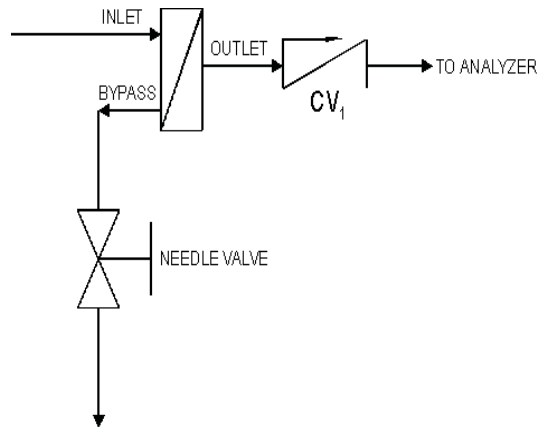 INLET
OUTLET
TO ANALYZER
BYPASS
CV₁
NEEDLE VALVE